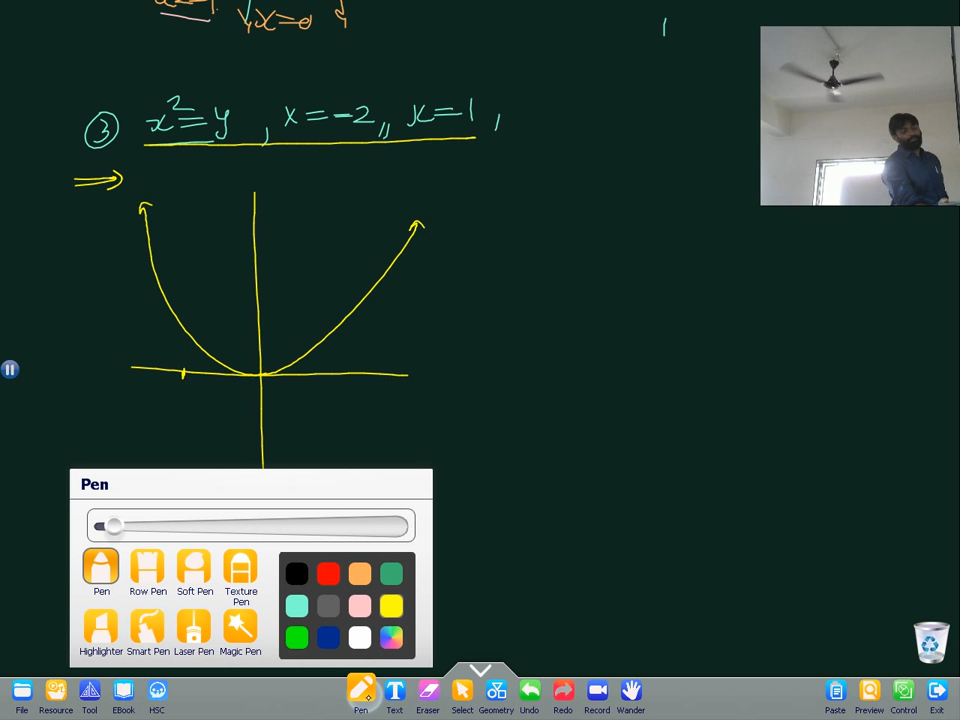 x=0
③ x²=y, x=-2,, x=1,
⇒
Pen
Pen Row Pen Soft Pen Texture Pen
Highlighter Smart Pen Laser Pen Magic Pen
File Resource Tool EBook HSC Pen Text Eraser Select Geometry Undo Redo Record Wander Paste Preview Control Exit